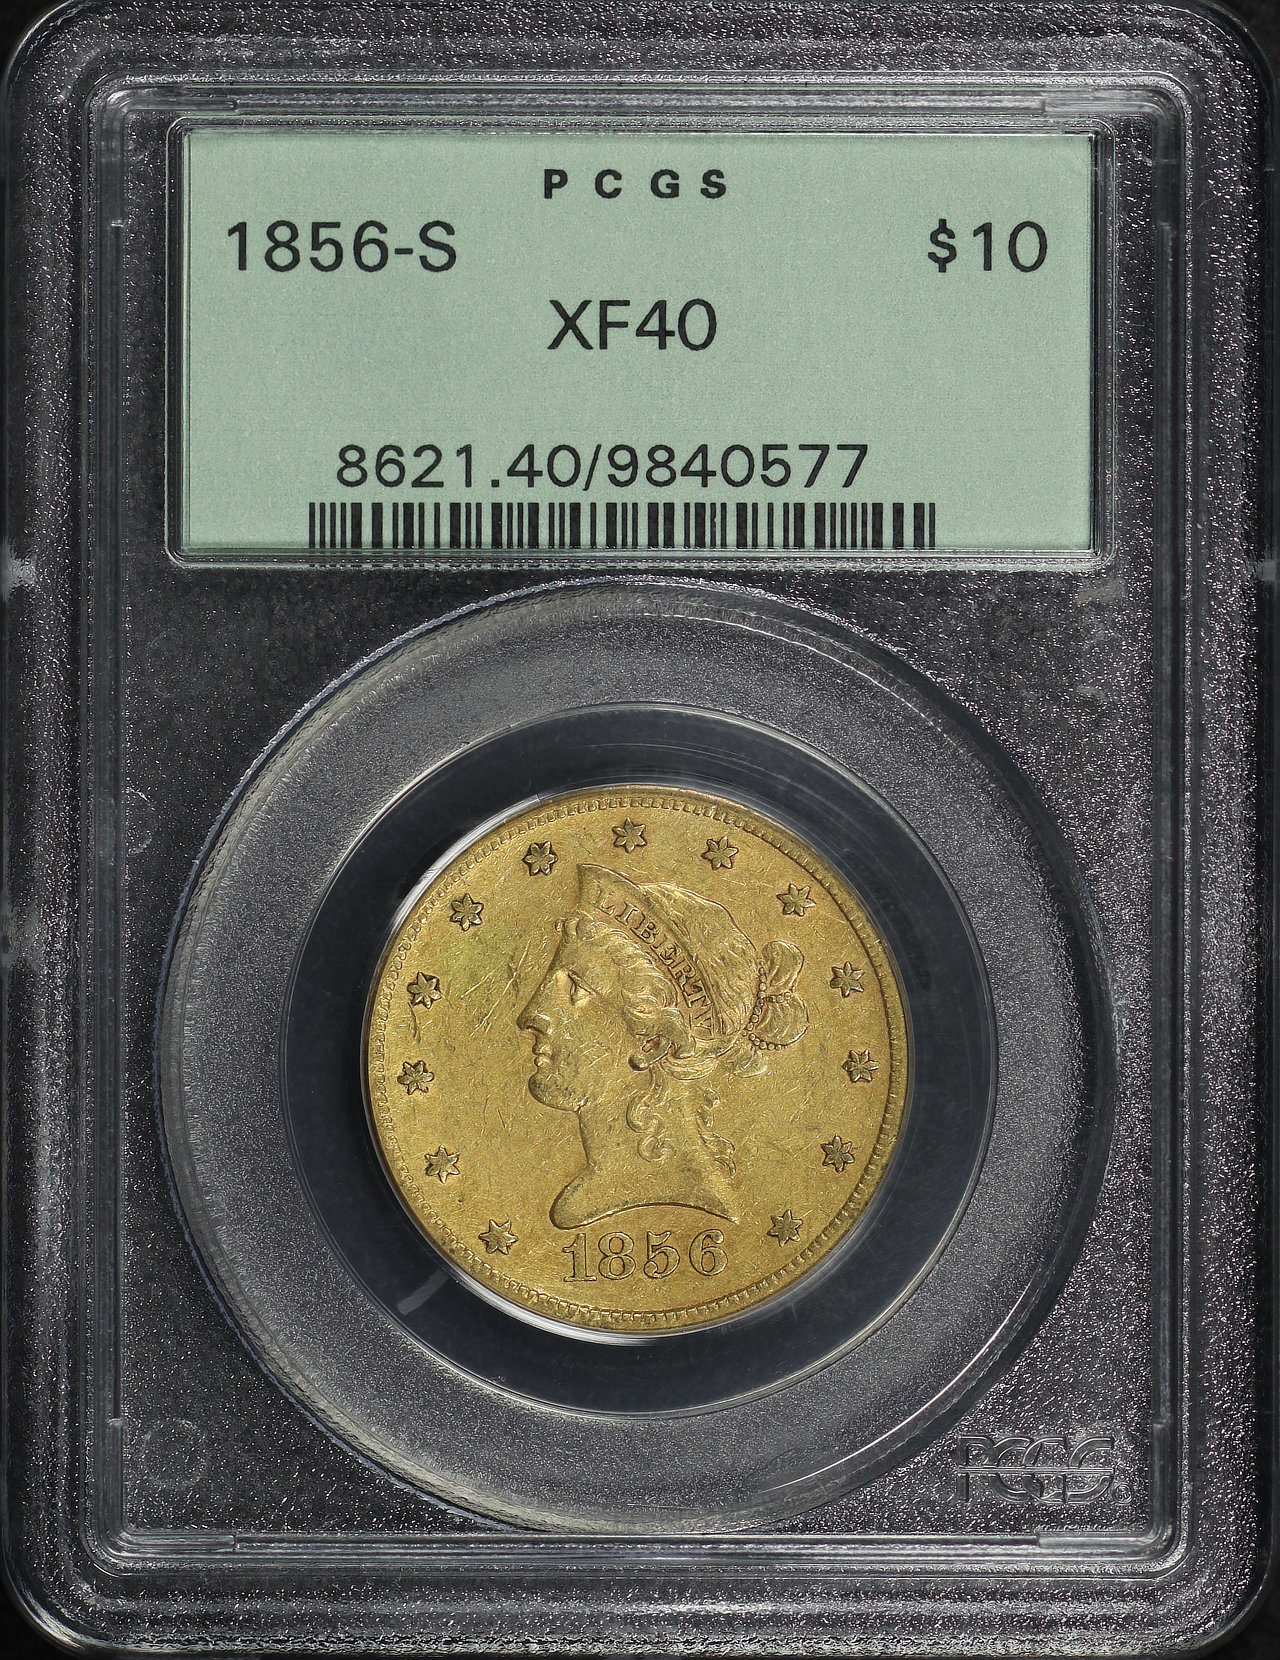 PCGS
1856-S $10
XF40
8621.40/9840577
LIBERTY
1856
PCGS